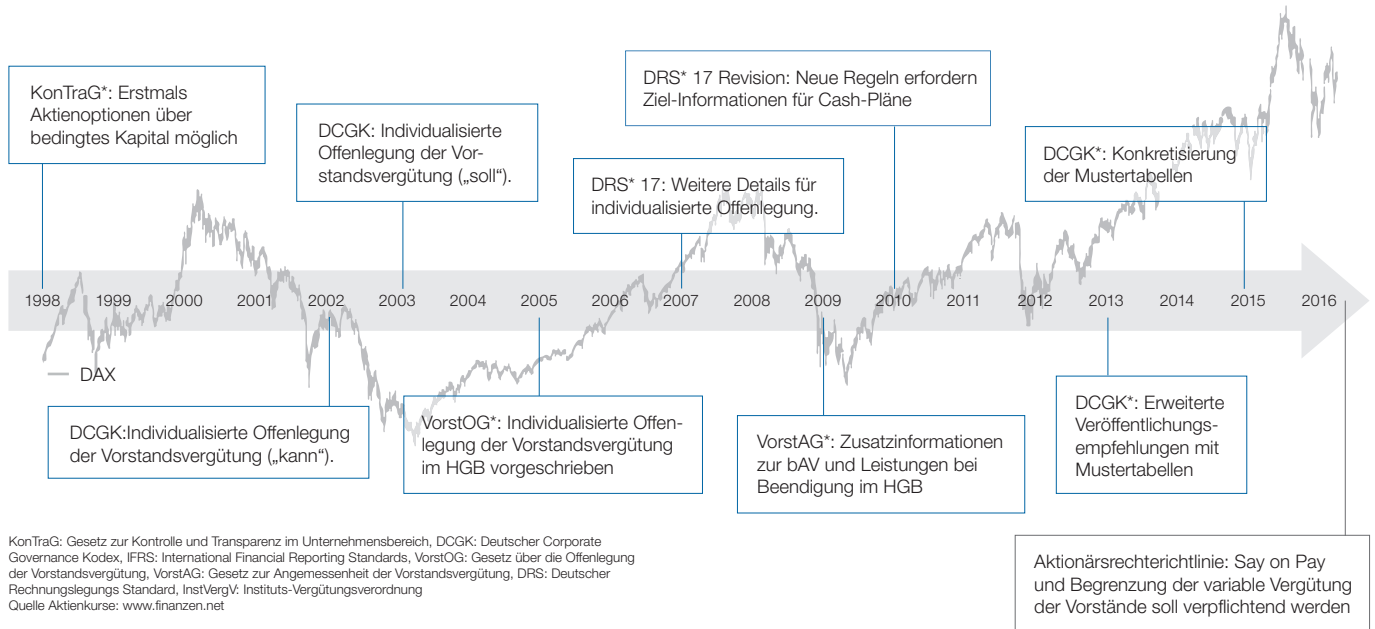 KonTraG*: Erstmals
Aktienoptionen über
bedingtes Kapital möglich
DCGK: Individualisierte
Offenlegung der Vor-
standsvergütung („soll“).
DRS* 17 Revision: Neue Regeln erfordern
Ziel-Informationen für Cash-Pläne
DRS* 17: Weitere Details für
individualisierte Offenlegung.
DCGK*: Konkretisierung
der Mustertabellen
1998 1999 2000 2001 2002 2003 2004 2005 2006 2007 2008 2009 2010 2011 2012 2013 2014 2015 2016
DAX
DCGK:Individualisierte Offenlegung
der Vorstandsvergütung („kann“).
VorstOG*: Individualisierte Offen-
legung der Vorstandsvergütung
im HGB vorgeschrieben
VorstAG*: Zusatzinformationen
zur bAV und Leistungen bei
Beendigung im HGB
DCGK*: Erweiterte
Veröffentlichungs-
empfehlungen mit
Mustertabellen
Aktionärsrechterichtlinie: Say on Pay
und Begrenzung der variable Vergütung
der Vorstände soll verpflichtend werden
KonTraG: Gesetz zur Kontrolle und Transparenz im Unternehmensbereich, DCGK: Deutscher Corporate
Governance Kodex, IFRS: International Financial Reporting Standards, VorstOG: Gesetz über die Offenlegung
der Vorstandsvergütung, VorstAG: Gesetz zur Angemessenheit der Vorstandsvergütung, DRS: Deutscher
Rechnungslegungs Standard, InstVergV: Instituts-Vergütungsverordnung
Quelle Aktienkurse: www.finanzen.net